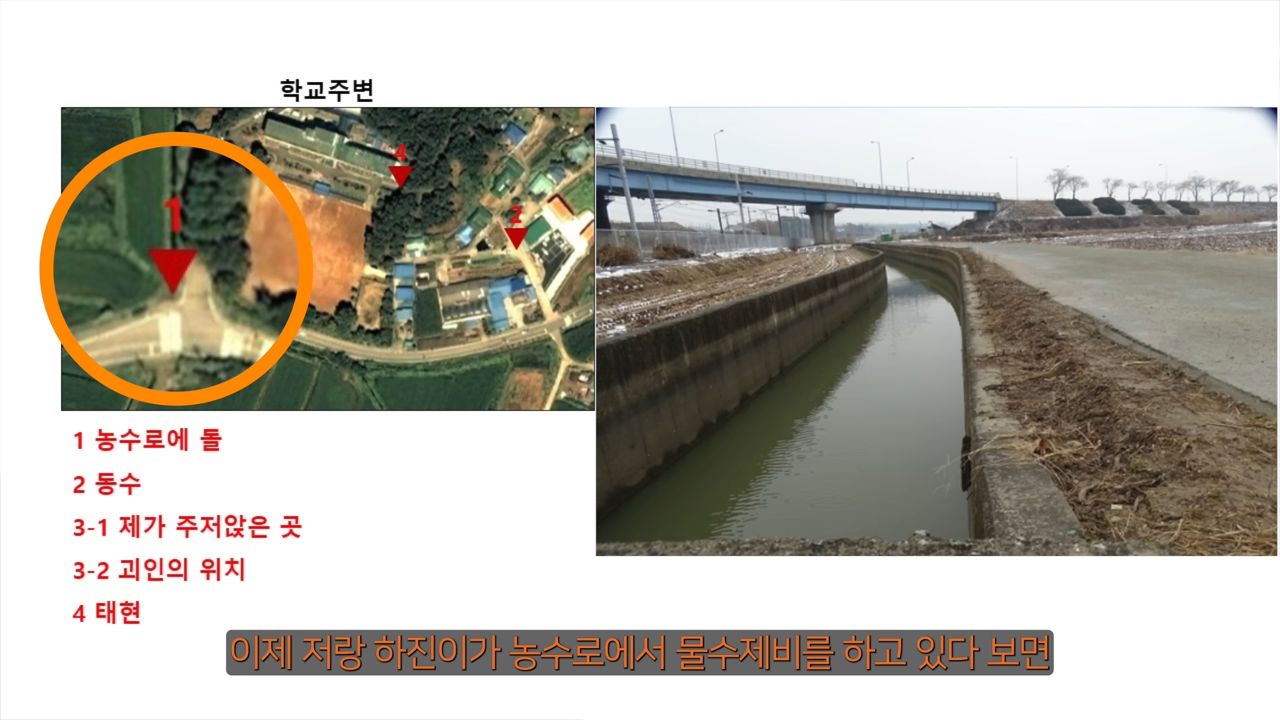 학교주변
4
1
2
1 농수로에 돌
2 동수
3-1 제가 주저앉은 곳
3-2 괴인의 위치
4 태현
이제 저랑 하진이가 농수로에서 물수제비를 하고 있다 보면